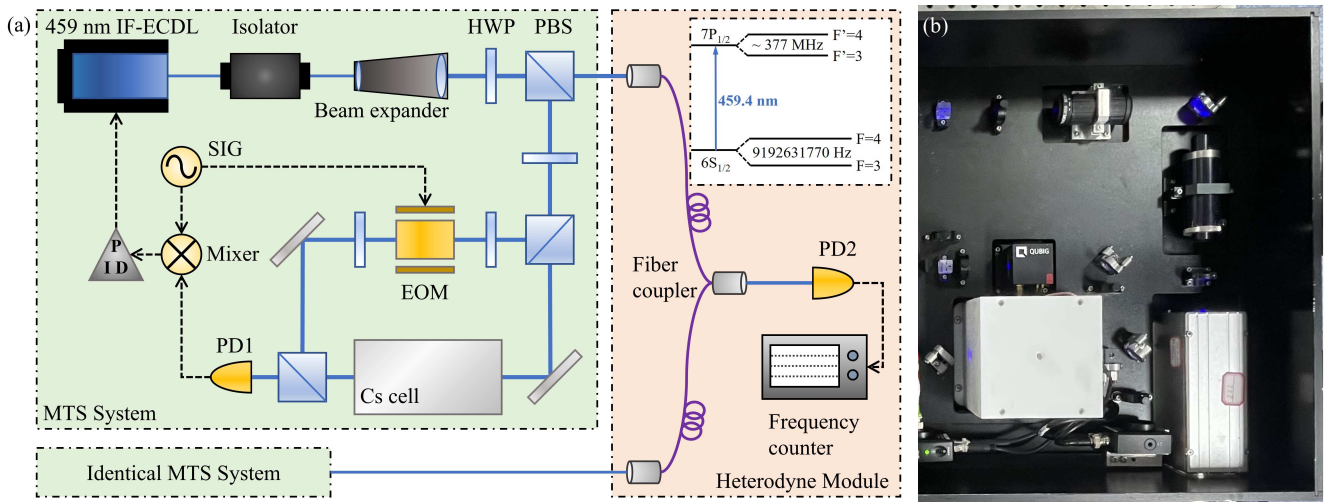 (a)
459 nm IF-ECDL
Isolator
HWP
PBS
Beam expander
SIG
P
I D
Mixer
EOM
PD1
Cs cell
MTS System
Identical MTS System
7P1/2
F'=4
~ 377 MHz
F'=3
459.4 nm
F=4
9192631770 Hz
6S1/2
F=3
Fiber
coupler
PD2
Frequency
counter
Heterodyne Module
(b)
QUBIG